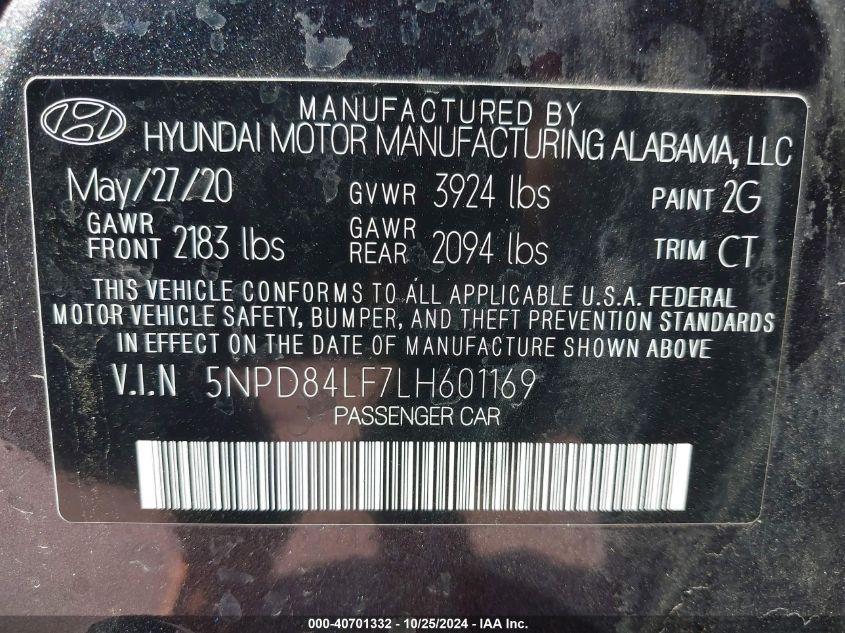 MANUFACTURED BY
HYUNDAI MOTOR MANUFACTURING ALABAMA, LLC
May/27/20 GVWR 3924 lbs PAINT 2G
GAWR FRONT 2183 lbs GAWR REAR 2094 lbs TRIM CT
THIS VEHICLE CONFORMS TO ALL APPLICABLE U.S.A. FEDERAL
MOTOR VEHICLE SAFETY, BUMPER, AND THEFT PREVENTION STANDARDS
IN EFFECT ON THE DATE OF MANUFACTURE SHOWN ABOVE
V.I.N 5NPD84LF7LH601169
PASSENGER CAR
000-40701332 - 10/25/2024 - IAA Inc.